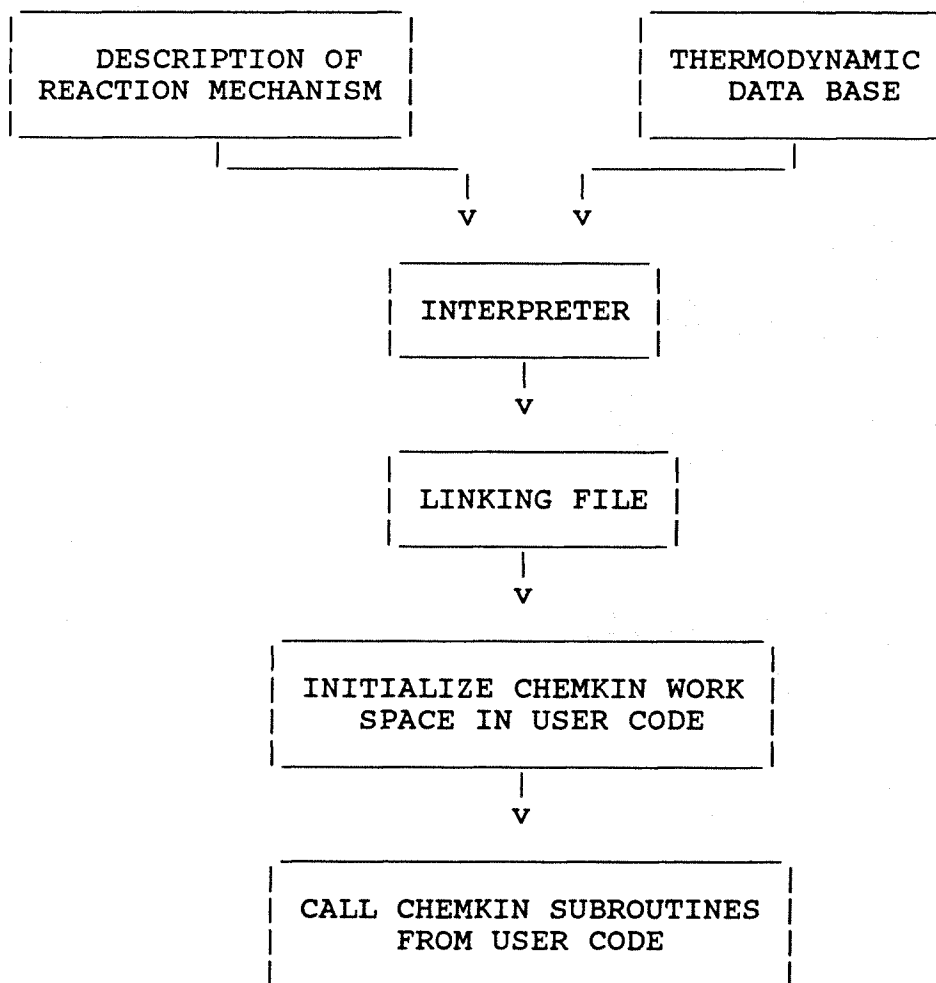 DESCRIPTION OF
REACTION MECHANISM
THERMODYNAMIC
DATA BASE
INTERPRETER
LINKING FILE
INITIALIZE CHEMKIN WORK
SPACE IN USER CODE
CALL CHEMKIN SUBROUTINES
FROM USER CODE